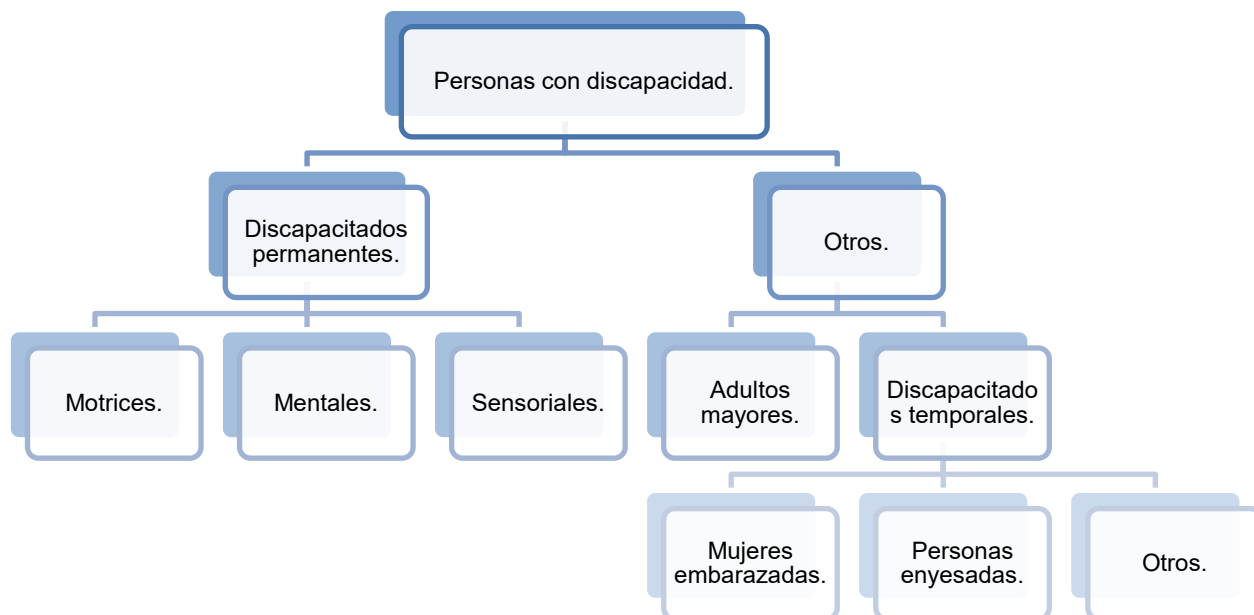 Personas con discapacidad.
Discapacitados
permanentes.
Otros.
Motrices.
Mentales.
Sensoriales.
Adultos
mayores.
Discapacitado
s temporales.
Mujeres
embarazadas.
Personas
enyesadas.
Otros.